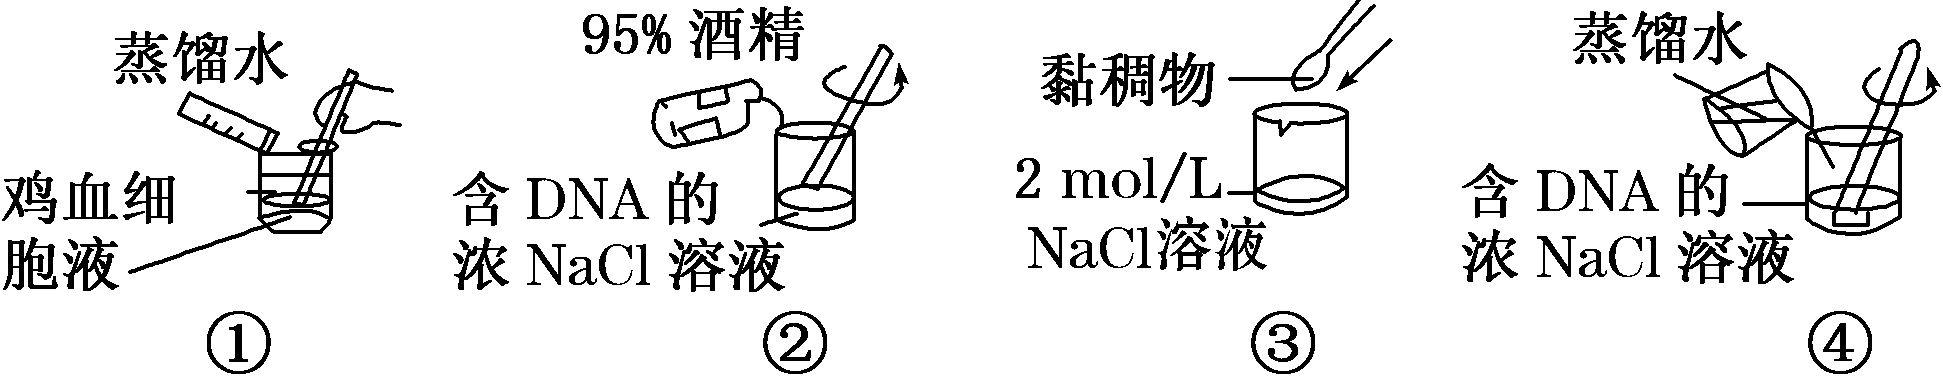 蒸馏水
鸡血细
胞液
①
95% 酒精
含 DNA 的
浓 NaCl 溶液
②
黏稠物
2 mol/L
NaCl溶液
③
蒸馏水
含 DNA 的
浓 NaCl 溶液
④